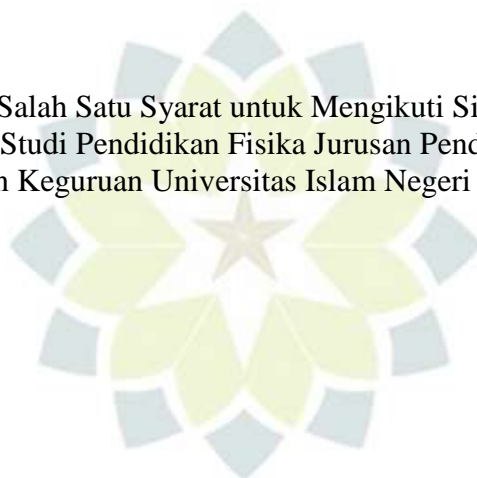 Salah Satu Syarat untuk Mengikuti Si
Studi Pendidikan Fisika Jurusan Pend
Keguruan Universitas Islam Negeri